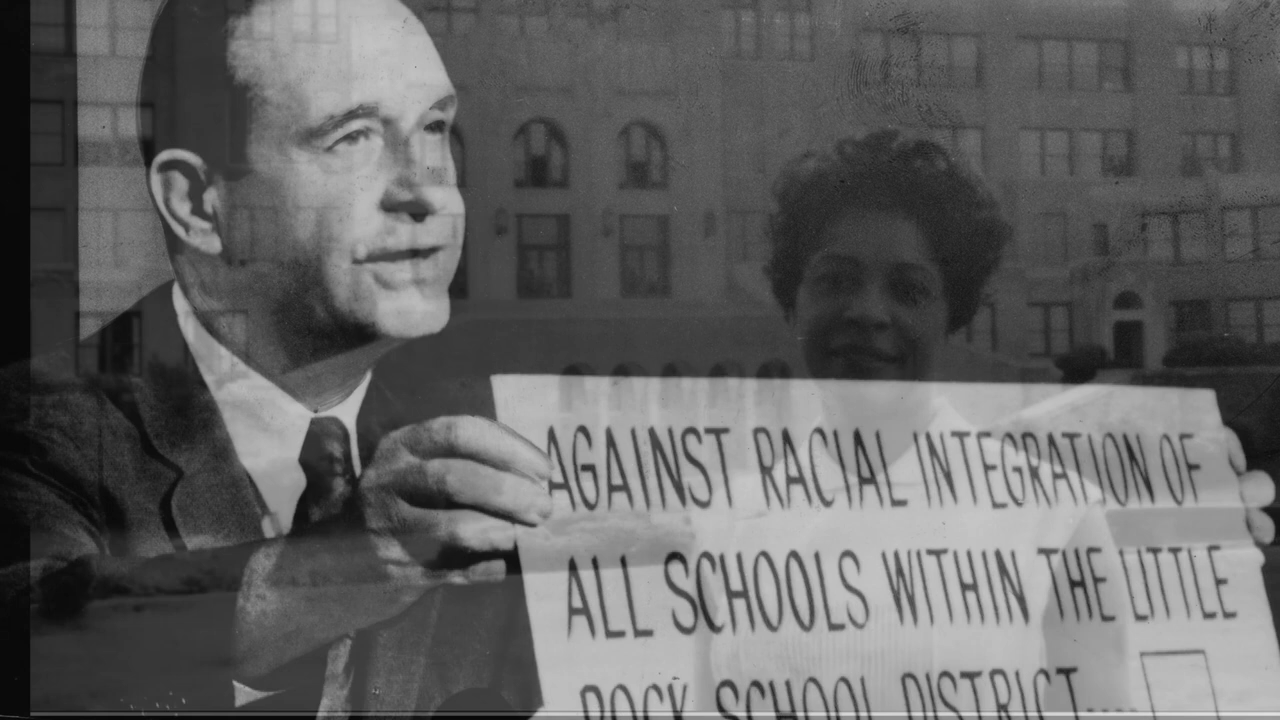 AGAINST RACIAL INTEGRATION OF
ALL SCHOOLS WITHIN THE LITTLE
ROCK SCHOOL DISTRICT....